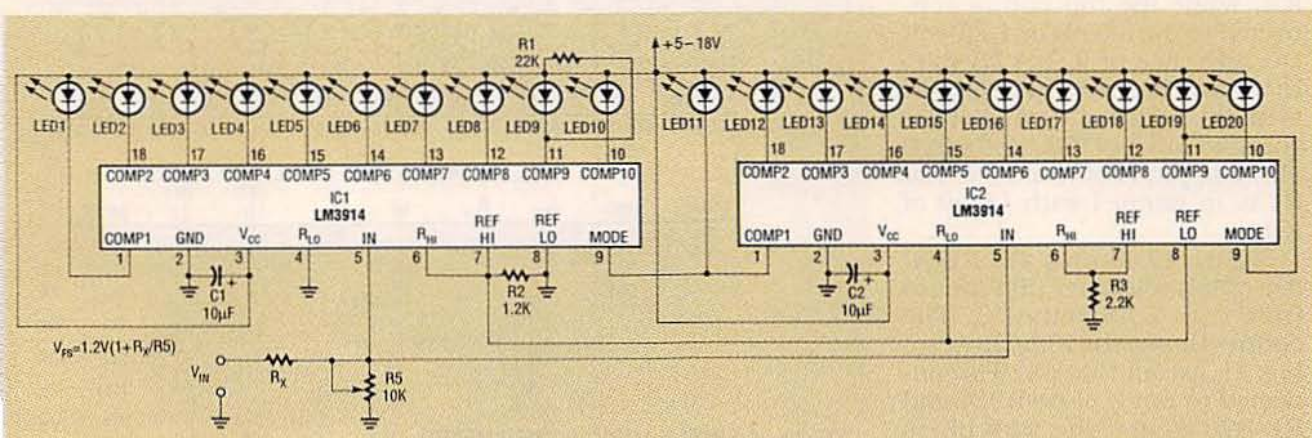 R1
22K
+5–18V
LED1 LED2 LED3 LED4 LED5 LED6 LED7 LED8 LED9 LED10 LED11 LED12 LED13 LED14 LED15 LED16 LED17 LED18 LED19 LED20
18 17 16 15 14 13 12 11 10 18 17 16 15 14 13 12 11 10
COMP2 COMP3 COMP4 COMP5 COMP6 COMP7 COMP8 COMP9 COMP10 COMP2 COMP3 COMP4 COMP5 COMP6 COMP7 COMP8 COMP9 COMP10
IC1 IC2
LM3914 LM3914
REF REF REF REF
COMP1 GND VCC RLO IN RHI HI LO MODE COMP1 GND VCC RLO IN RHI HI LO MODE
1 2 3 4 5 6 7 8 9 1 2 3 4 5 6 7 8 9
C1 + R2 C2 + R3
10µF 1.2K 10µF 2.2K
VFS=1.2V(1+RX/R5)
VIN RX R5
10K